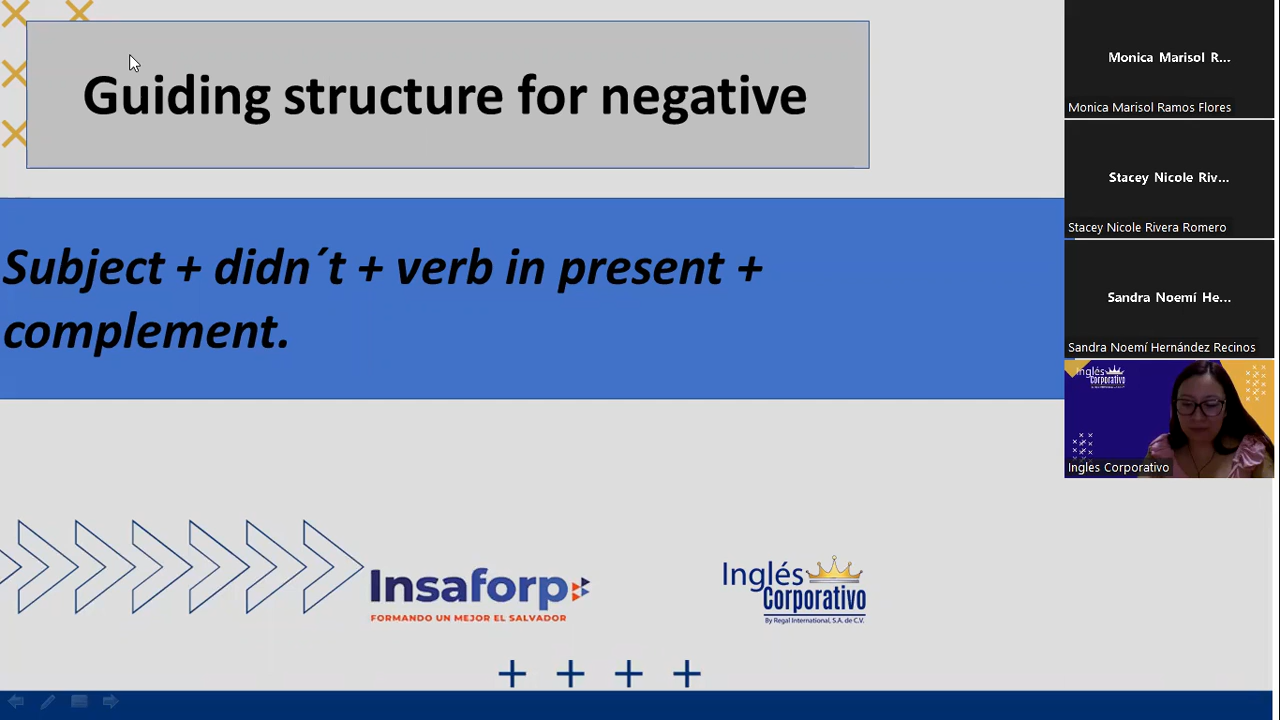 Guiding structure for negative
Subject + didn´t + verb in present +
complement.
Insaforp
FORMANDO UN MEJOR EL SALVADOR
Inglés
Corporativo
By Regal International, S.A. de C.V.
Monica Marisol R...
Monica Marisol Ramos Flores
Stacey Nicole Riv...
Stacey Nicole Rivera Romero
Sandra Noemí He...
Sandra Noemí Hernández Recinos
Inglés
Corporativo
Ingles Corporativo